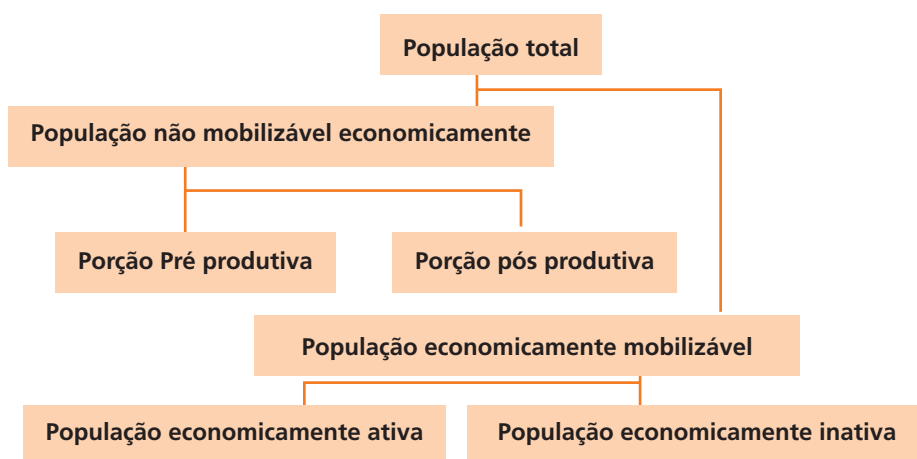 População total
População não mobilizável economicamente
Porção Pré produtiva
Porção pós produtiva
População economicamente mobilizável
População economicamente ativa
População economicamente inativa